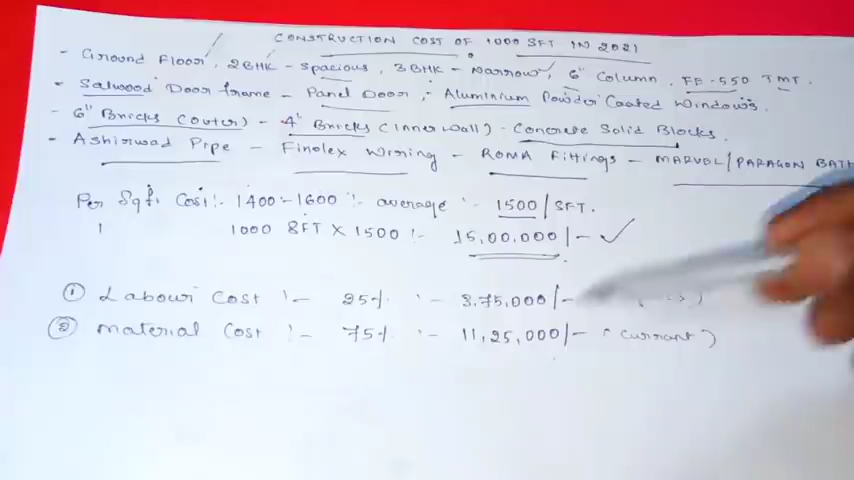 CONSTRUCTION COST OF 1000 SFT IN 2021
- Ground Floor, 2BHK - Spacious, 3BHK - Narrow, 6" Column, FE-550 TMT.
- Salwood Door frame - Panel Door, - Aluminium Powder Coated Windows.
- 6" Bricks (Outer) - 4" Bricks (Inner wall) - Concrete Solid Blocks.
- Ashirwad Pipe - Finolex Wiring - ROMA Fittings - MARVEL/PARAGON BATH
Per Sqft Cost :- 1400 - 1600 :- average :- 1500/SFT.
1000 SFT X 1500 :- 15,00,000/- ✓
① Labour Cost :- 25% :- 3,75,000/-
② Material Cost :- 75% :- 11,25,000/- (Current)